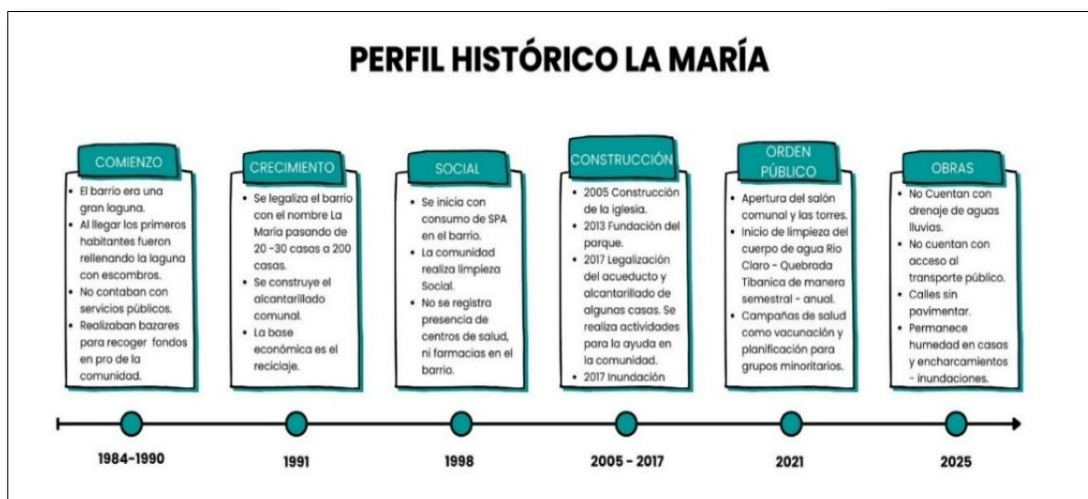 PERFIL HISTÓRICO LA MARÍA
COMIENZO
• El barrio era una
gran laguna.
• Al llegar los primeros
habitantes fueron
rellenando la laguna
con escombros.
• No contaban con
servicios públicos.
• Realizaban bazares
para recoger fondos
en pro de la
comunidad.
1984-1990
CRECIMIENTO
• Se legaliza el barrio
con el nombre La
María pasando de
20 -30 casas a 200
casas.
• Se construye el
alcantarillado
comunal.
• La base
económica es el
reciclaje.
1991
SOCIAL
• Se inicia con
consumo de SPA
en el barrio.
• La comunidad
realiza limpieza
Social.
• No se registra
presencia de
centros de salud,
ni farmacias en el
barrio.
1998
CONSTRUCCIÓN
• 2005 Construcción
de la iglesia.
• 2013 Fundación del
parque.
• 2017 Legalización
del acueducto y
alcantarillado de
algunas casas. Se
realiza actividades
para la ayuda en
la comunidad.
• 2017 Inundación
2005 - 2017
ORDEN
PÚBLICO
• Apertura del salón
comunal y las torres.
• Inicio de limpieza del
cuerpo de agua Rio
Claro - Quebrada
Tibanica de manera
semestral - anual.
• Campañas de salud
como vacunación y
planificación para
grupos minoritarios.
2021
OBRAS
• No Cuentan con
drenaje de aguas
lluvias.
• No cuentan con
acceso al
transporte público.
• Calles sin
pavimentar.
• Permanece
humedad en casas
y encharcamientos
- inundaciones.
2025